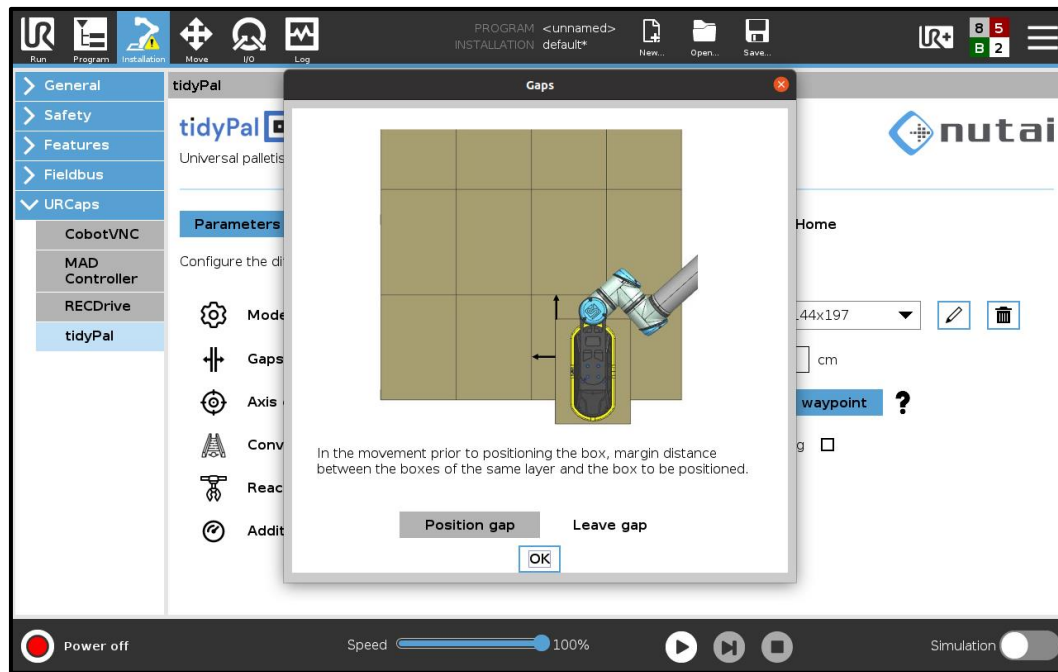 PROGRAM <unnamed>
INSTALLATION default*
Run Program Installation Move I/O Log New... Open... Save...
UR+
8 5
B 2
General
Safety
Features
Fieldbus
URCaps
CobotVNC
MAD
Controller
RECDrive
tidyPal
tidyPal
Gaps
tidyPal
nutai
Universal palletis
Parameters
Home
Configure the di
Mode
44x197
Gaps
cm
Axis
waypoint ?
Conv
g
Reac
Addit
In the movement prior to positioning the box, margin distance
between the boxes of the same layer and the box to be positioned.
Position gap Leave gap
OK
Power off
Speed 100%
Simulation